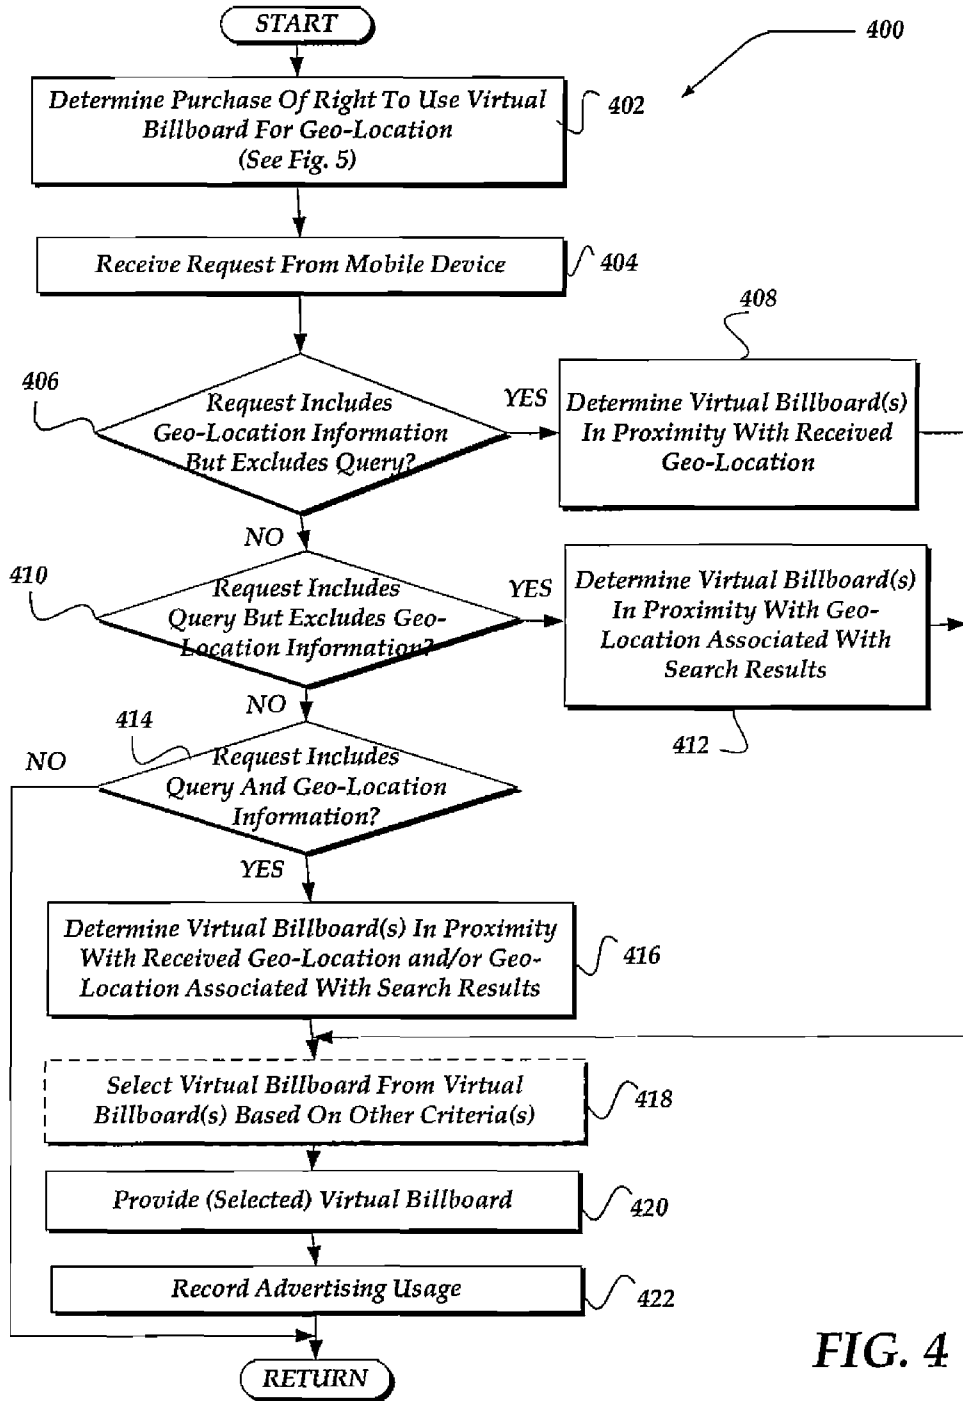 START
400
Determine Purchase Of Right To Use Virtual
Billboard For Geo-Location
(See Fig. 5)
402
Receive Request From Mobile Device
404
406
Request Includes
Geo-Location Information
But Excludes Query?
YES
408
Determine Virtual Billboard(s)
In Proximity With Received
Geo-Location
NO
410
Request Includes
Query But Excludes Geo-
Location Information?
YES
Determine Virtual Billboard(s)
In Proximity With Geo-
Location Associated With
Search Results
412
NO
414
NO
Request Includes
Query And Geo-Location
Information?
YES
Determine Virtual Billboard(s) In Proximity
With Received Geo-Location and/or Geo-
Location Associated With Search Results
416
Select Virtual Billboard From Virtual
Billboard(s) Based On Other Criteria(s)
418
Provide (Selected) Virtual Billboard
420
Record Advertising Usage
422
RETURN
FIG. 4